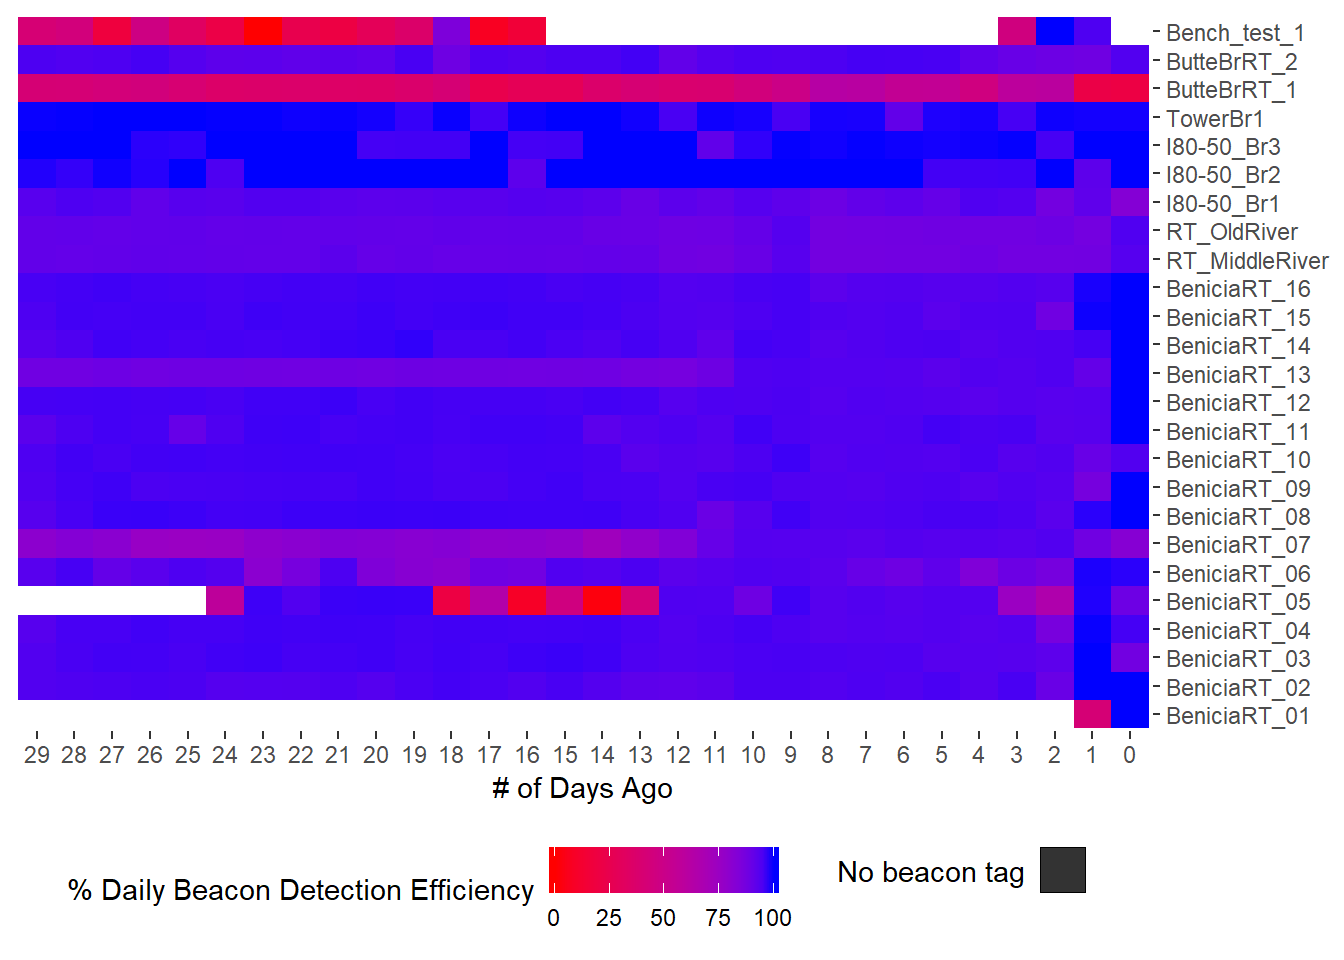 Bench_test_1
ButteBrRT_2
ButteBrRT_1
TowerBr1
I80-50_Br3
I80-50_Br2
I80-50_Br1
RT_OldRiver
RT_MiddleRiver
BeniciaRT_16
BeniciaRT_15
BeniciaRT_14
BeniciaRT_13
BeniciaRT_12
BeniciaRT_11
BeniciaRT_10
BeniciaRT_09
BeniciaRT_08
BeniciaRT_07
BeniciaRT_06
BeniciaRT_05
BeniciaRT_04
BeniciaRT_03
BeniciaRT_02
BeniciaRT_01
29 28 27 26 25 24 23 22 21 20 19 18 17 16 15 14 13 12 11 10 9 8 7 6 5 4 3 2 1 0
# of Days Ago
% Daily Beacon Detection Efficiency
0 25 50 75 100
No beacon tag